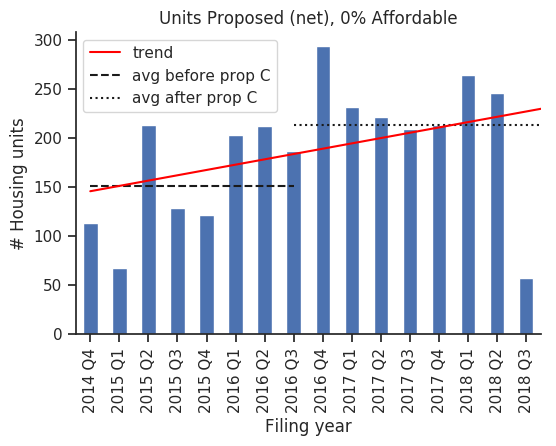 Units Proposed (net), 0% Affordable
trend
avg before prop C
avg after prop C
# Housing units
300
250
200
150
100
50
0
2014 Q4
2015 Q1
2015 Q2
2015 Q3
2015 Q4
2016 Q1
2016 Q2
2016 Q3
2016 Q4
2017 Q1
2017 Q2
2017 Q3
2017 Q4
2018 Q1
2018 Q2
2018 Q3
Filing year